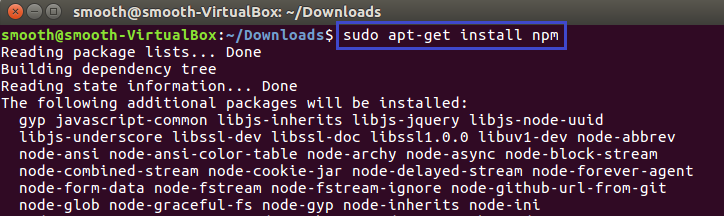 smooth@smooth-VirtualBox: ~/Downloads
smooth@smooth-VirtualBox:~/Downloads$ sudo apt-get install npm
Reading package lists... Done
Building dependency tree
Reading state information... Done
The following additional packages will be installed:
  gyp javascript-common libjs-inherits libjs-jquery libjs-node-uuid
  libjs-underscore libssl-dev libssl-doc libssl1.0.0 libuv1-dev node-abbrev
  node-ansi node-ansi-color-table node-archy node-async node-block-stream
  node-combined-stream node-cookie-jar node-delayed-stream node-forever-agent
  node-form-data node-fstream node-fstream-ignore node-github-url-from-git
  node-glob node-graceful-fs node-gyp node-inherits node-ini